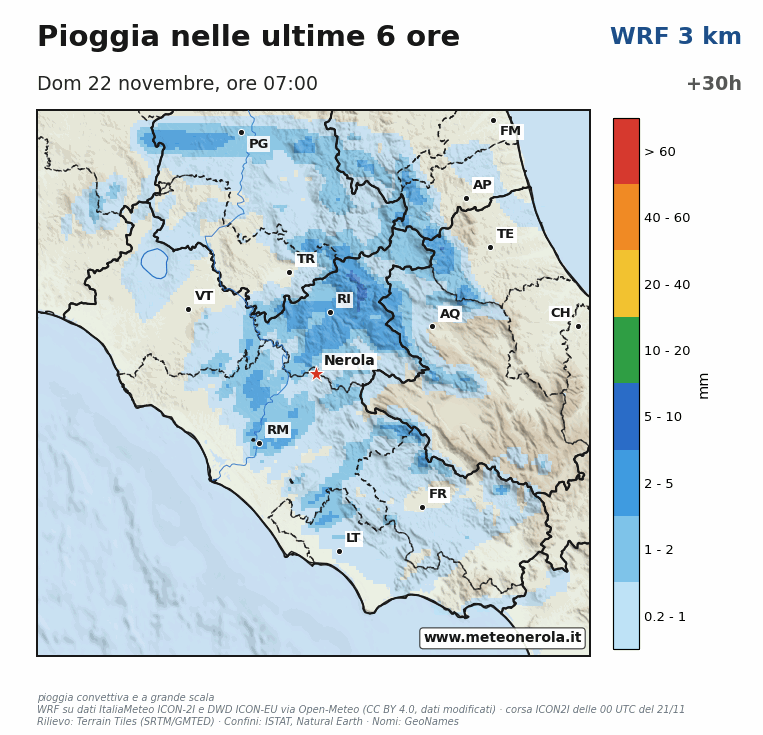 Pioggia nelle ultime 6 ore
WRF 3 km
Dom 22 novembre, ore 07:00
+30h
FM
PG
AP
TE
TR
VT
RI
AQ
CH.
Nerola
RM
FR
LT
> 60
40 - 60
20 - 40
10 - 20
5 - 10
2 - 5
1 - 2
0.2 - 1
mm
www.meteonerola.it
pioggia convettiva e a grande scala
WRF su dati ItaliaMeteo ICON-2I e DWD ICON-EU via Open-Meteo (CC BY 4.0, dati modificati) · corsa ICON2I delle 00 UTC del 21/11
Rilievo: Terrain Tiles (SRTM/GMTED) · Confini: ISTAT, Natural Earth · Nomi: GeoNames